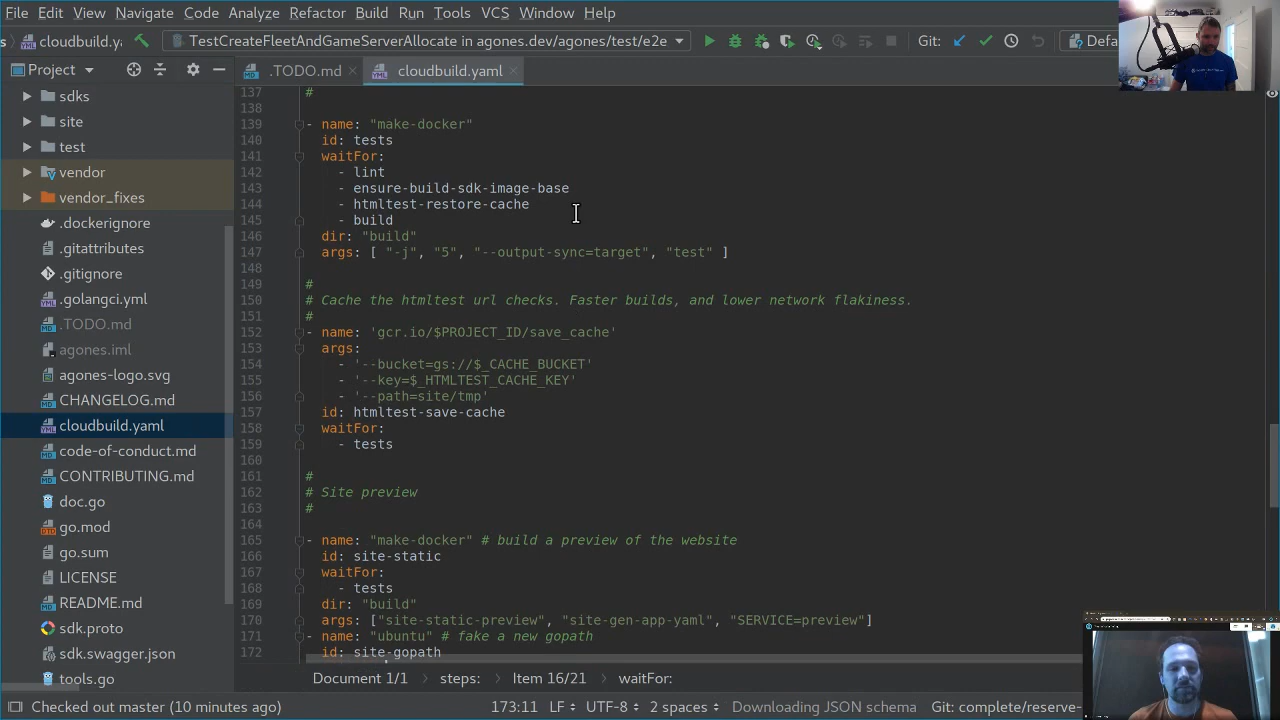 File Edit View Navigate Code Analyze Refactor Build Run Tools VCS Window Help
s cloudbuild.y TestCreateFleetAndGameServerAllocate in agones.dev/agones/test/e2e Git: Defa
Project .TODO.md cloudbuild.yaml
sdks
site
test
vendor
vendor_fixes
.dockerignore
.gitattributes
.gitignore
.golangci.yml
.TODO.md
agones.iml
agones-logo.svg
CHANGELOG.md
cloudbuild.yaml
code-of-conduct.md
CONTRIBUTING.md
doc.go
go.mod
go.sum
LICENSE
README.md
sdk.proto
sdk.swagger.json
tools.go
137 #
138
139 - name: "make-docker"
140 id: tests
141 waitFor:
142 - lint
143 - ensure-build-sdk-image-base
144 - htmltest-restore-cache
145 - build
146 dir: "build"
147 args: [ "-j", "5", "--output-sync=target", "test" ]
148
149 #
150 # Cache the htmltest url checks. Faster builds, and lower network flakiness.
151 #
152 - name: 'gcr.io/$PROJECT_ID/save_cache'
153 args:
154 - '--bucket=gs://$_CACHE_BUCKET'
155 - '--key=$_HTMLTEST_CACHE_KEY'
156 - '--path=site/tmp'
157 id: htmltest-save-cache
158 waitFor:
159 - tests
160
161 #
162 # Site preview
163 #
164
165 - name: "make-docker" # build a preview of the website
166 id: site-static
167 waitFor:
168 - tests
169 dir: "build"
170 args: ["site-static-preview", "site-gen-app-yaml", "SERVICE=preview"]
171 - name: "ubuntu" # fake a new gopath
172 id: site-gopath
Document 1/1 steps: Item 16/21 waitFor:
Checked out master (10 minutes ago) 173:11 LF UTF-8 2 spaces Downloading JSON schema Git: complete/reserve-